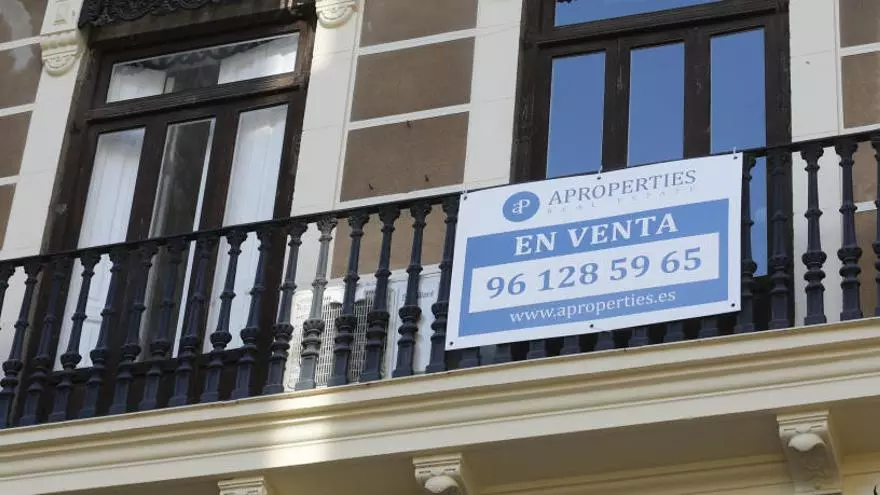 aP APROPERTIES
REAL ESTATE
EN VENTA
96 128 59 65
www.aproperties.es